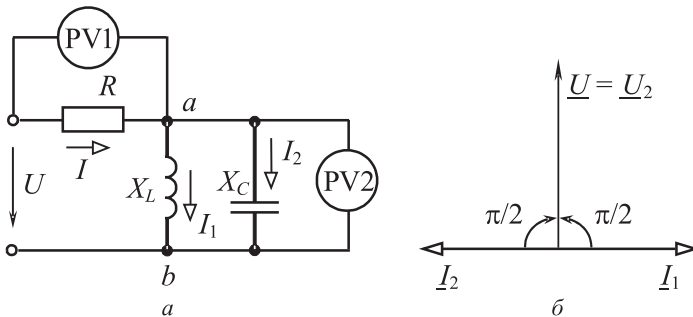 PV1
R
a
I
U
X_L
I_1
X_C
I_2
PV2
b
а
U = U_2
π/2 π/2
I_2 I_1
б